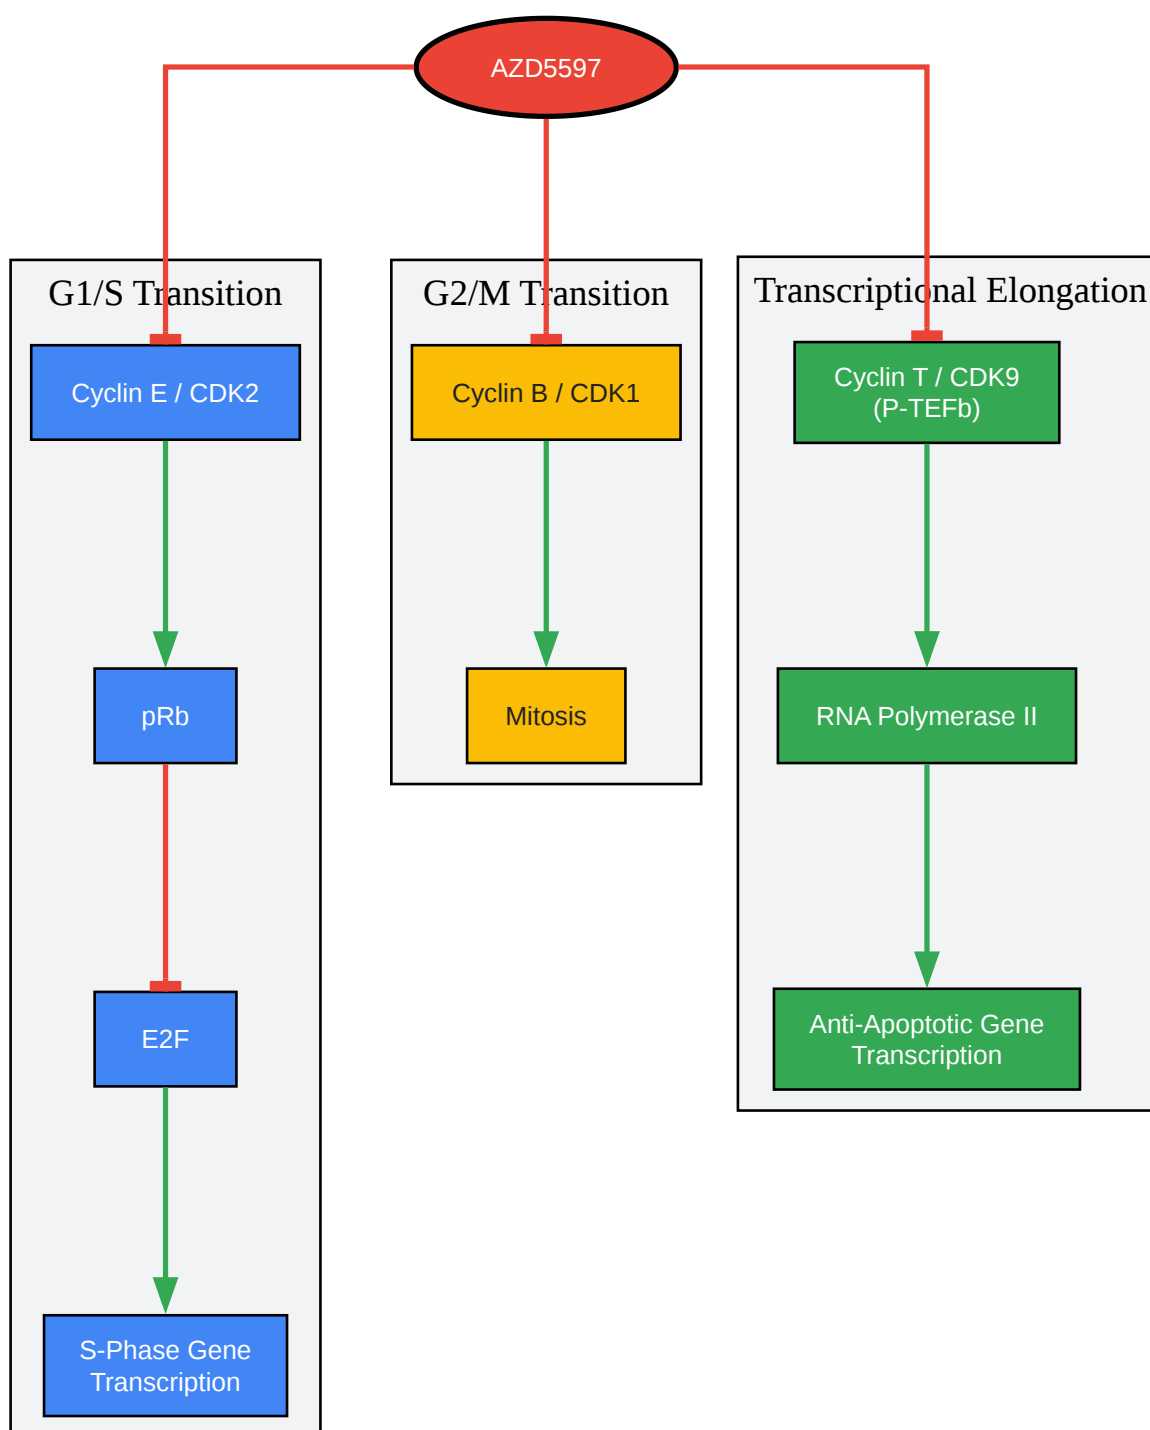 AZD5597
G1/S Transition
Cyclin E / CDK2
pRb
E2F
S-Phase Gene
Transcription
G2/M Transition
Cyclin B / CDK1
Mitosis
Transcriptional Elongation
Cyclin T / CDK9
(P-TEFb)
RNA Polymerase II
Anti-Apoptotic Gene
Transcription